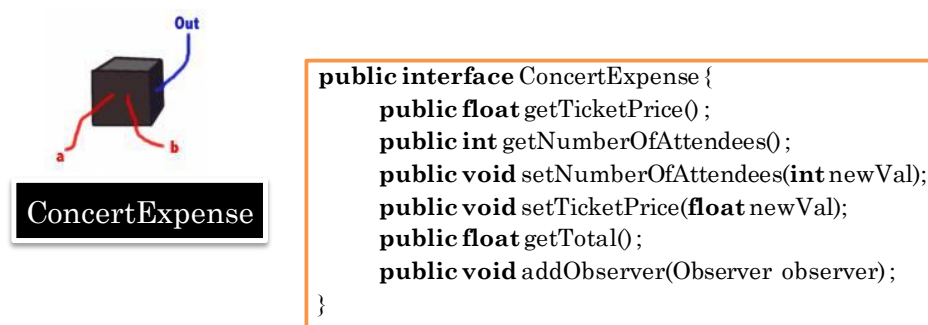 Out
a
b
ConcertExpense
public interface ConcertExpense {
public float getTicketPrice() ;
public int getNumberOfAttendees() ;
public void setNumberOfAttendees(int newVal);
public void setTicketPrice(float newVal);
public float getTotal() ;
public void addObserver(Observer observer) ;
}